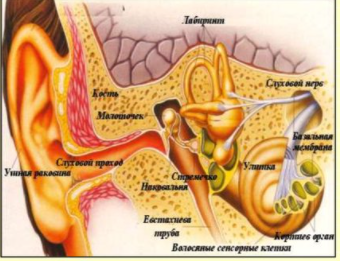 Лабиринт
Слуховой нерв
Кость
Молоточек
Базальная
мембрана
Слуховой проход
Ушная раковина
Улитка
Стремечко
Наковальня
Евстахиева
труба
Кортиев орган
Волосяные сенсорные клетки